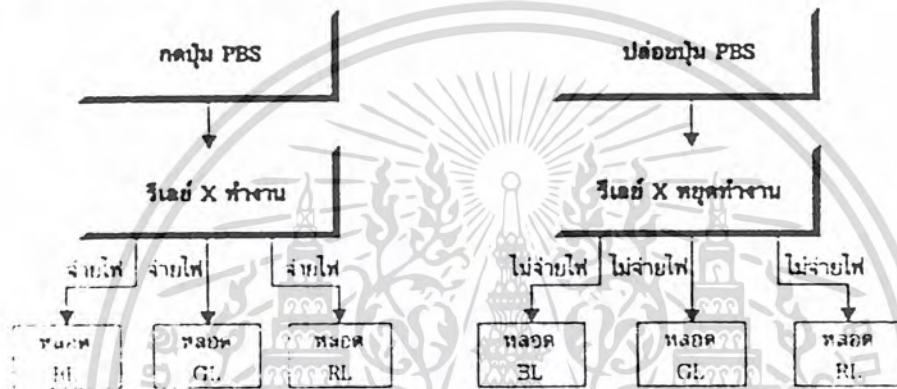 กดปุ่ม PBS
ปล่อยปุ่ม PBS
รีเลย์ X ทำงาน
รีเลย์ X หยุดทำงาน
จ่ายไฟ จ่ายไฟ จ่ายไฟ
ไม่จ่ายไฟ ไม่จ่ายไฟ ไม่จ่ายไฟ
หลอด
BL
หลอด
GL
หลอด
RL
หลอด
BL
หลอด
GL
หลอด
RL